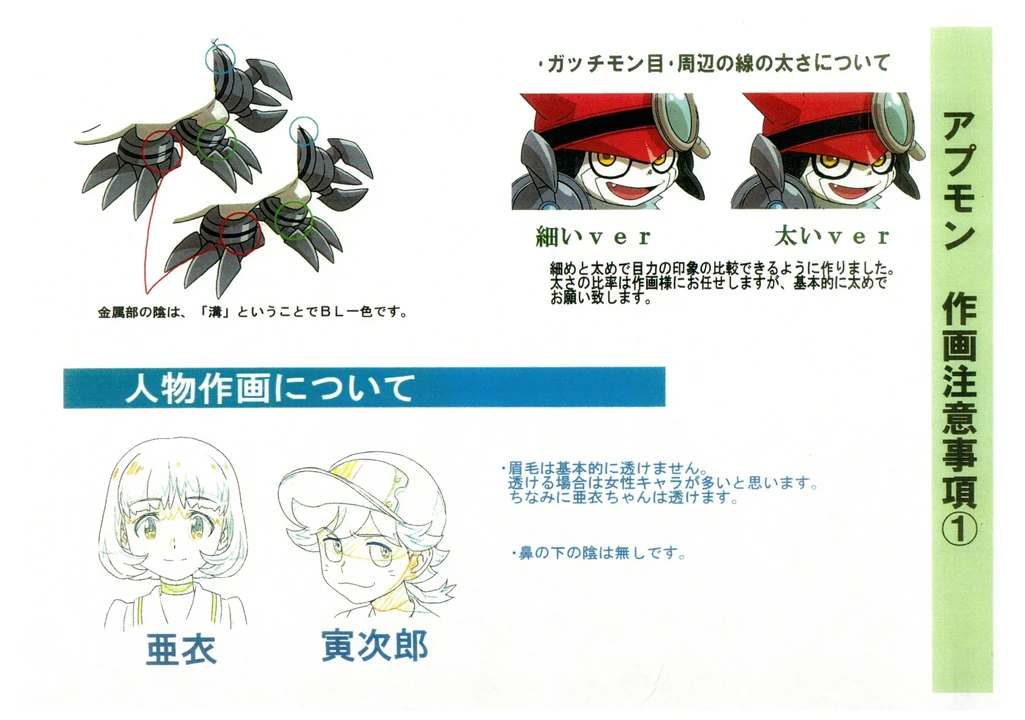 アプモン 作画注意事項①
・ガッチモン目・周辺の線の太さについて
細いｖｅｒ
太いｖｅｒ
細めと太めで目力の印象の比較できるように作りました。
太さの比率は作画様にお任せしますが、基本的に太めで
お願い致します。
金属部の陰は、「溝」ということでＢＬ一色です。
人物作画について
亜衣
寅次郎
・眉毛は基本的に透けません。
透ける場合は女性キャラが多いと思います。
ちなみに亜衣ちゃんは透けます。
・鼻の下の陰は無しです。